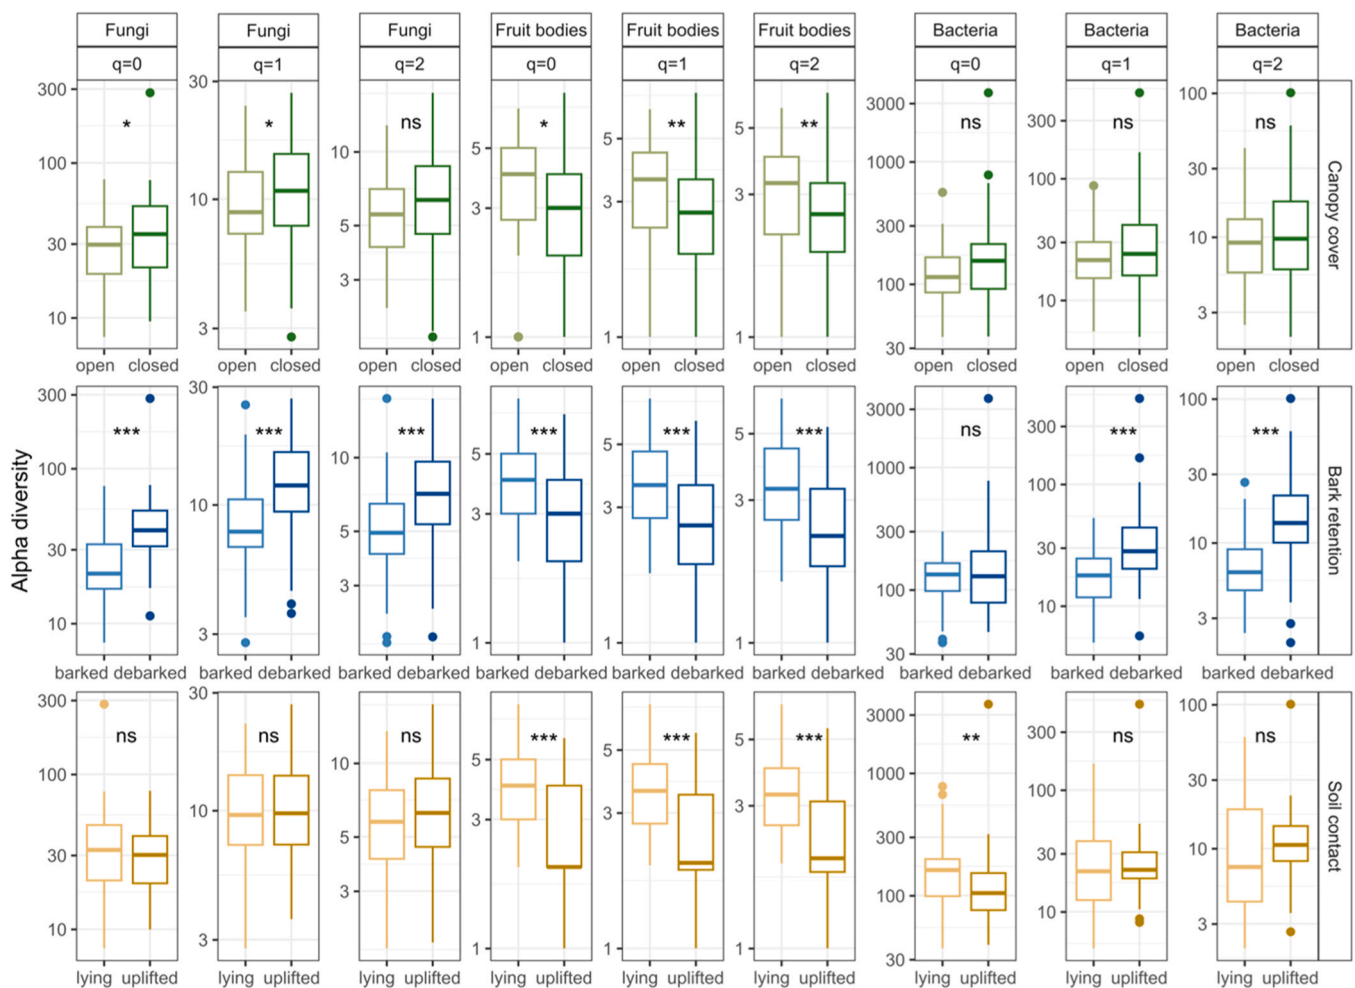 Fungi Fungi Fungi Fruit bodies Fruit bodies Fruit bodies Bacteria Bacteria Bacteria
q=0 q=1 q=2 q=0 q=1 q=2 q=0 q=1 q=2
Alpha diversity
300 100 30 10
30 10 3
10 5 3
5 3 1
5 3 1
5 3 1
3000 1000 300 100 30
300 100 30 10
100 30 10 3
* * ns * ** ** ns ns ns
Canopy cover
open closed open closed open closed open closed open closed open closed open closed open closed open closed
300 100 30 10
30 10 3
10 5 3
5 3 1
5 3 1
5 3 1
3000 1000 300 100 30
300 100 30 10
100 30 10 3
*** *** *** *** *** *** ns *** ***
Bark retention
barked debarked barked debarked barked debarked barked debarked barked debarked barked debarked barked debarked barked debarked barked debarked
300 100 30 10
30 10 3
10 5 3
5 3 1
5 3 1
5 3 1
3000 1000 300 100 30
300 100 30 10
100 30 10 3
ns ns ns *** *** *** ** ns ns
Soil contact
lying uplifted lying uplifted lying uplifted lying uplifted lying uplifted lying uplifted lying uplifted lying uplifted lying uplifted